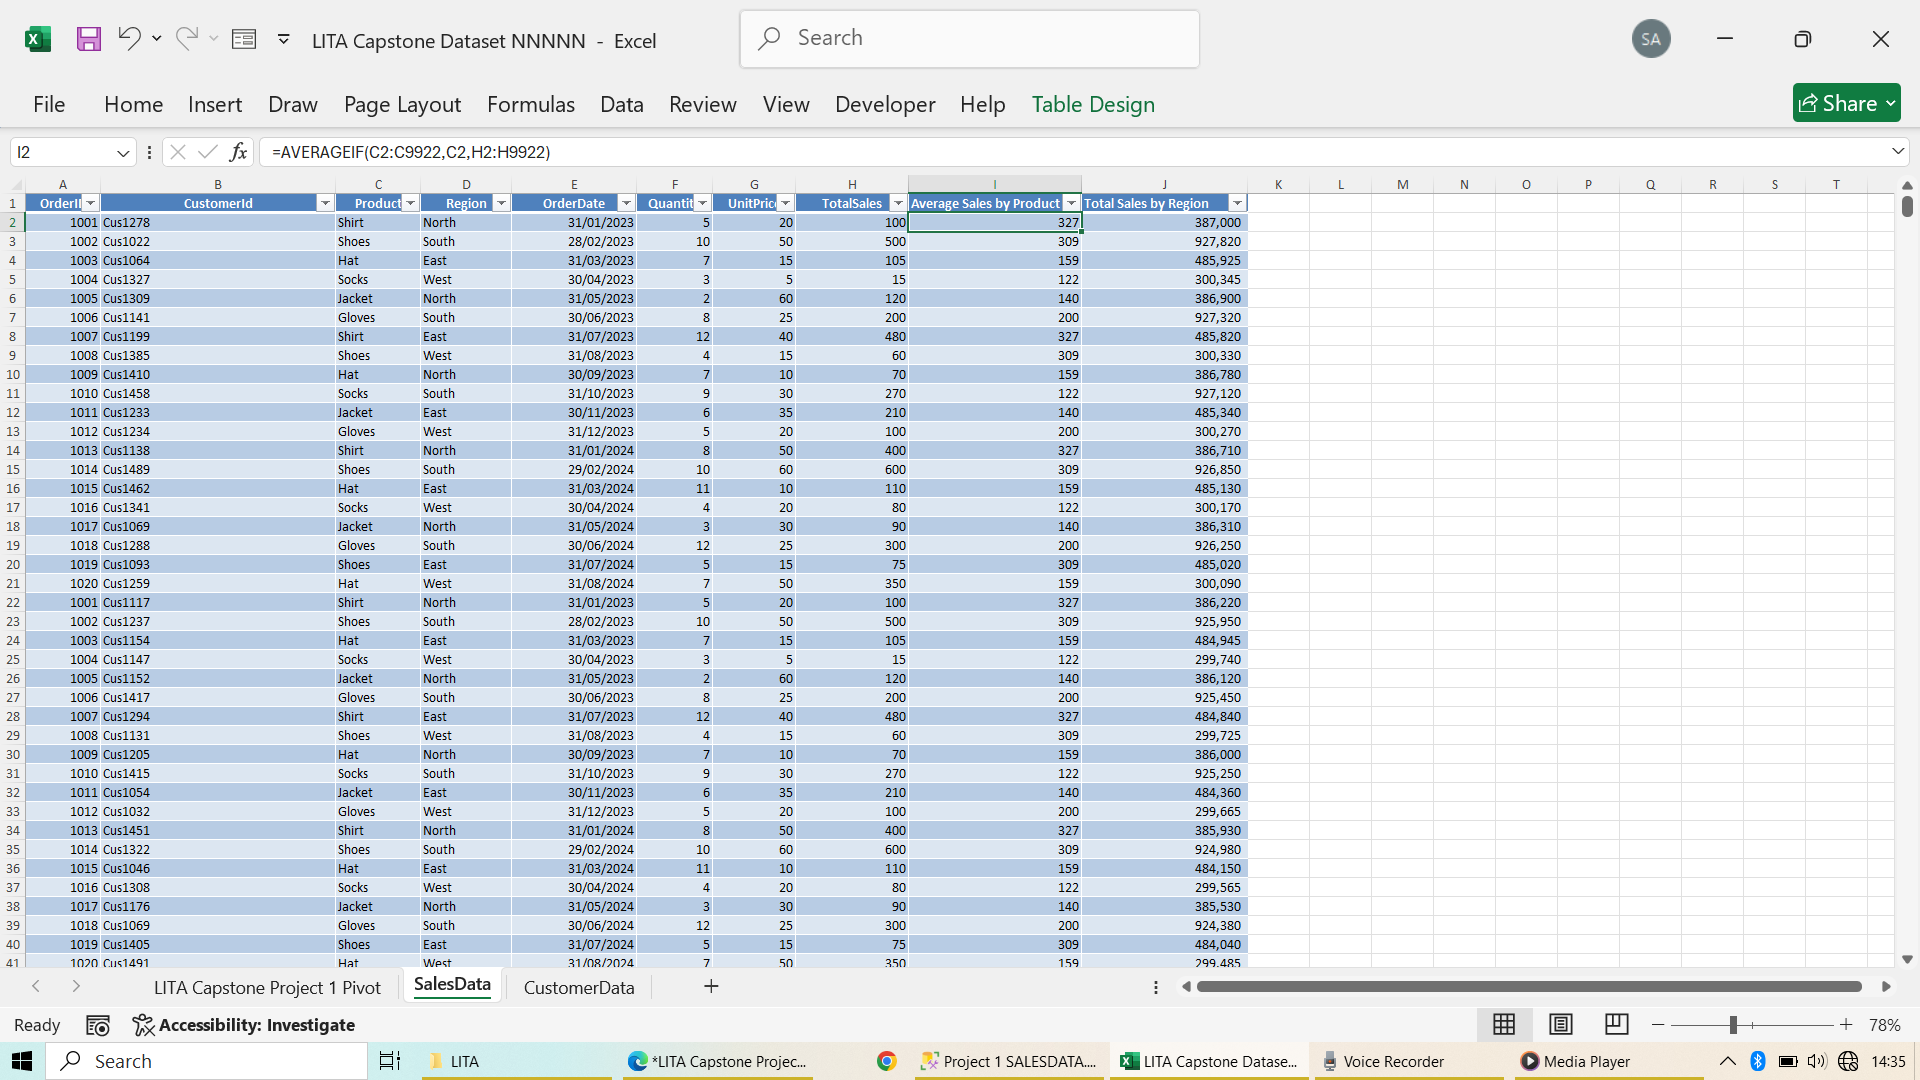 LITA Capstone Dataset NNNNN - Excel
Search
SA
File Home Insert Draw Page Layout Formulas Data Review View Developer Help Table Design Share
I2 fx =AVERAGEIF(C2:C9922,C2,H2:H9922)
A B C D E F G H I J K L M N O P Q R S T
1 OrderI CustomerId Product Region OrderDate Quantit UnitPric TotalSales Average Sales by Product Total Sales by Region
2 1001 Cus1278 Shirt North 31/01/2023 5 20 100 327 387,000
3 1002 Cus1022 Shoes South 28/02/2023 10 50 500 309 927,820
4 1003 Cus1064 Hat East 31/03/2023 7 15 105 159 485,925
5 1004 Cus1327 Socks West 30/04/2023 3 5 15 122 300,345
6 1005 Cus1309 Jacket North 31/05/2023 2 60 120 140 386,900
7 1006 Cus1141 Gloves South 30/06/2023 8 25 200 200 927,320
8 1007 Cus1199 Shirt East 31/07/2023 12 40 480 327 485,820
9 1008 Cus1385 Shoes West 31/08/2023 4 15 60 309 300,330
10 1009 Cus1410 Hat North 30/09/2023 7 10 70 159 386,780
11 1010 Cus1458 Socks South 31/10/2023 9 30 270 122 927,120
12 1011 Cus1233 Jacket East 30/11/2023 6 35 210 140 485,340
13 1012 Cus1234 Gloves West 31/12/2023 5 20 100 200 300,270
14 1013 Cus1138 Shirt North 31/01/2024 8 50 400 327 386,710
15 1014 Cus1489 Shoes South 29/02/2024 10 60 600 309 926,850
16 1015 Cus1462 Hat East 31/03/2024 11 10 110 159 485,130
17 1016 Cus1341 Socks West 30/04/2024 4 20 80 122 300,170
18 1017 Cus1069 Jacket North 31/05/2024 3 30 90 140 386,310
19 1018 Cus1288 Gloves South 30/06/2024 12 25 300 200 926,250
20 1019 Cus1093 Shoes East 31/07/2024 5 15 75 309 485,020
21 1020 Cus1259 Hat West 31/08/2024 7 50 350 159 300,090
22 1001 Cus1117 Shirt North 31/01/2023 5 20 100 327 386,220
23 1002 Cus1237 Shoes South 28/02/2023 10 50 500 309 925,950
24 1003 Cus1154 Hat East 31/03/2023 7 15 105 159 484,945
25 1004 Cus1147 Socks West 30/04/2023 3 5 15 122 299,740
26 1005 Cus1152 Jacket North 31/05/2023 2 60 120 140 386,120
27 1006 Cus1417 Gloves South 30/06/2023 8 25 200 200 925,450
28 1007 Cus1294 Shirt East 31/07/2023 12 40 480 327 484,840
29 1008 Cus1131 Shoes West 31/08/2023 4 15 60 309 299,725
30 1009 Cus1205 Hat North 30/09/2023 7 10 70 159 386,000
31 1010 Cus1415 Socks South 31/10/2023 9 30 270 122 925,250
32 1011 Cus1054 Jacket East 30/11/2023 6 35 210 140 484,360
33 1012 Cus1032 Gloves West 31/12/2023 5 20 100 200 299,665
34 1013 Cus1451 Shirt North 31/01/2024 8 50 400 327 385,930
35 1014 Cus1322 Shoes South 29/02/2024 10 60 600 309 924,980
36 1015 Cus1046 Hat East 31/03/2024 11 10 110 159 484,150
37 1016 Cus1308 Socks West 30/04/2024 4 20 80 122 299,565
38 1017 Cus1176 Jacket North 31/05/2024 3 30 90 140 385,530
39 1018 Cus1069 Gloves South 30/06/2024 12 25 300 200 924,380
40 1019 Cus1405 Shoes East 31/07/2024 5 15 75 309 484,040
41 1020 Cus1491 Hat West 31/08/2024 7 50 350 159 299,485
LITA Capstone Project 1 Pivot SalesData CustomerData
Ready Accessibility: Investigate 78%
Search LITA *LITA Capstone Projec... Project 1 SALESDATA.... LITA Capstone Datase... Voice Recorder Media Player 14:35